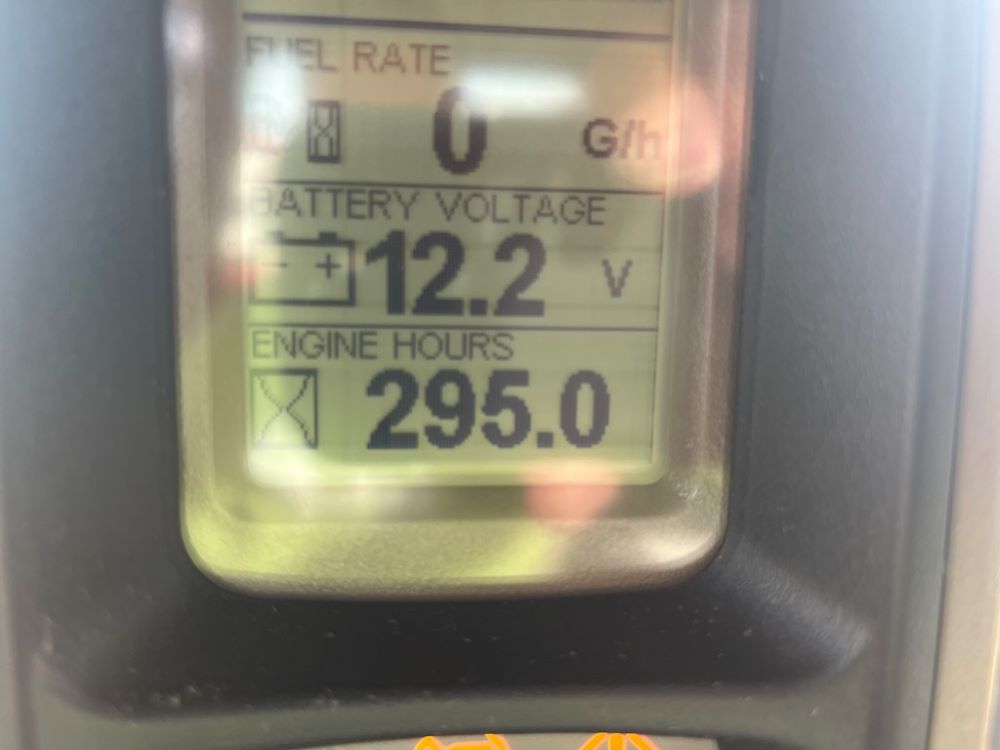 FUEL RATE
0 G/h
BATTERY VOLTAGE
- + 12.2 V
ENGINE HOURS
295.0